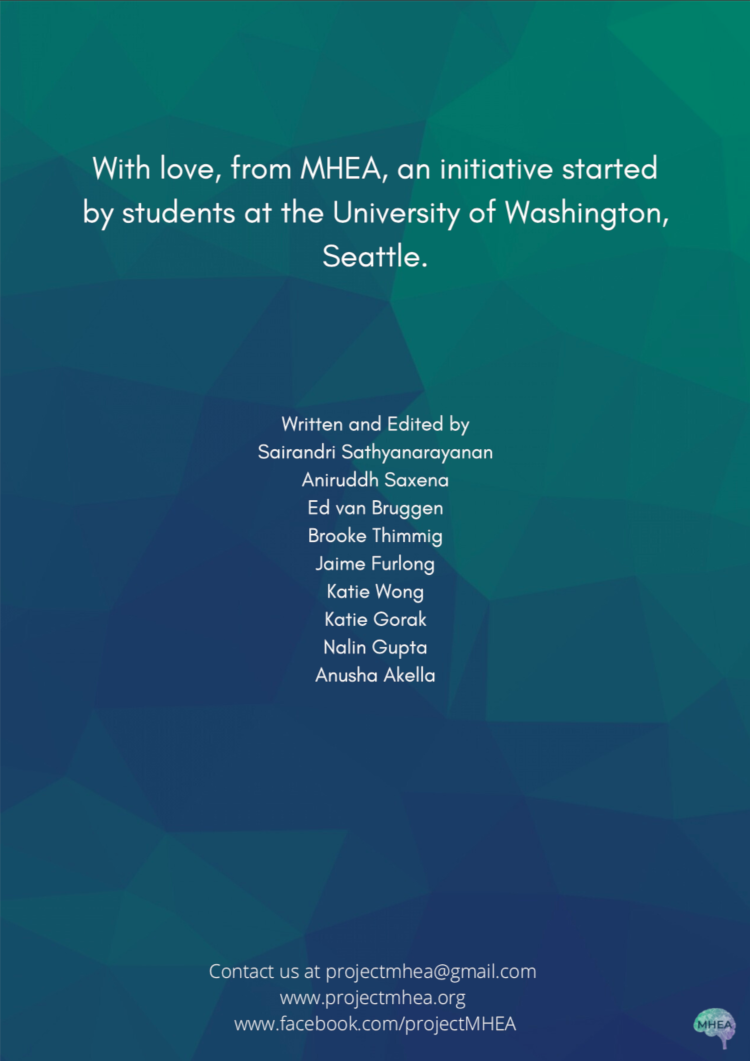 With love, from MHEA, an initiative started
by students at the University of Washington,
Seattle.
Written and Edited by
Sairandri Sathyanarayanan
Aniruddh Saxena
Ed van Bruggen
Brooke Thimmig
Jaime Furlong
Katie Wong
Katie Gorak
Nalin Gupta
Anusha Akella
Contact us at projectmhea@gmail.com
www.projectmhea.org
www.facebook.com/projectMHEA
MHEA